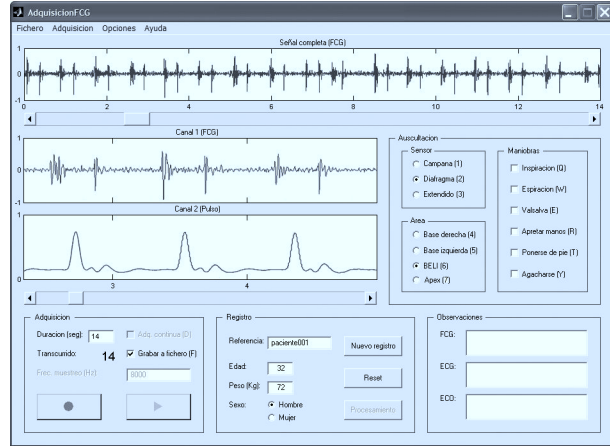 AdquisicionFCG
Fichero Adquisicion Opciones Ayuda
Señal completa (FCG)
1
0
-1
0 2 4 6 8 10 12 14
Canal 1 (FCG)
1
0
-1
Canal 2 (Pulso)
1
0
3 4
Auscultacion
Sensor
Campana (1)
Diafragma (2)
Extendido (3)
Area
Base derecha (4)
Base izquierda (5)
BELI (6)
Apex (7)
Maniobras
Inspiracion (Q)
Espiracion (W)
Valsalva (E)
Apretar manos (R)
Ponerse de pie (T)
Agacharse (Y)
Adquisicion
Duracion (seg): 14
Adq. continua (D)
Transcurrido: 14
Grabar a fichero (F)
Frec. muestreo (Hz): 8000
Registro
Referencia: paciente001
Edad: 32
Peso (Kg): 72
Sexo: Hombre
Mujer
Nuevo registro
Reset
Procesamiento
Observaciones
FCG:
ECG:
ECO: